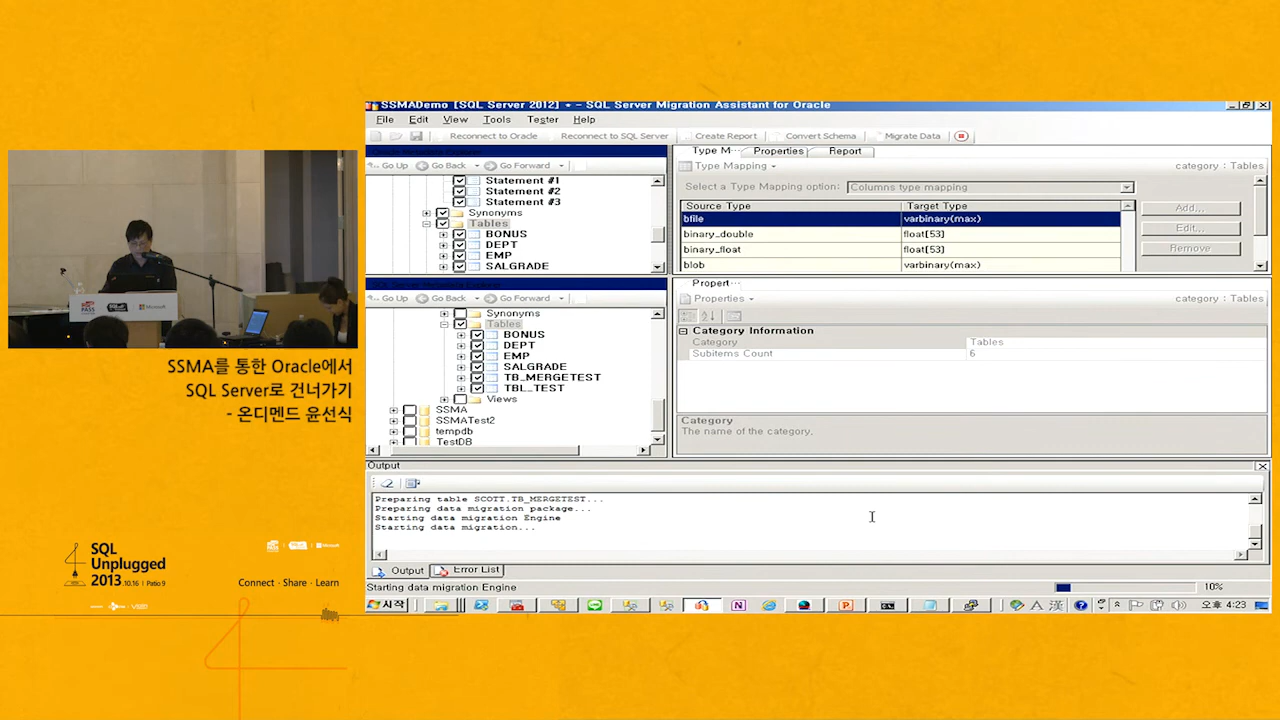 SSMADemo [SQL Server 2012] * - SQL Server Migration Assistant for Oracle
File Edit View Tools Tester Help
Reconnect to Oracle Reconnect to SQL Server Create Report Convert Schema Migrate Data
Go Up Go Back Go Forward
Statement #1
Statement #2
Statement #3
Synonyms
Tables
BONUS
DEPT
EMP
SALGRADE
Type M··· Properties Report
Type Mapping category : Tables
Select a Type Mapping option: Columns type mapping
Source Type Target Type
bfile varbinary(max)
binary_double float[53]
binary_float float[53]
blob varbinary(max)
Add...
Edit...
Remove
Go Up Go Back Go Forward
Synonyms
Tables
BONUS
DEPT
EMP
SALGRADE
TB_MERGETEST
TBL_TEST
Views
SSMA
SSMATest2
tempdb
TestDB
Propert···
Properties category : Tables
Category Information
Category Tables
Subitems Count 6
Category
The name of the category.
Output
Preparing table SCOTT.TB_MERGETEST...
Preparing data migration package...
Starting data migration Engine
Starting data migration...
Output Error List
Starting data migration Engine 10%
시작 오후 4:23
PASS
Microsoft
SSMA를 통한 Oracle에서
SQL Server로 건너가기
- 온디멘드 윤선식
SQL
Unplugged
2013.10.16 | Patio 9
Connect · Share · Learn